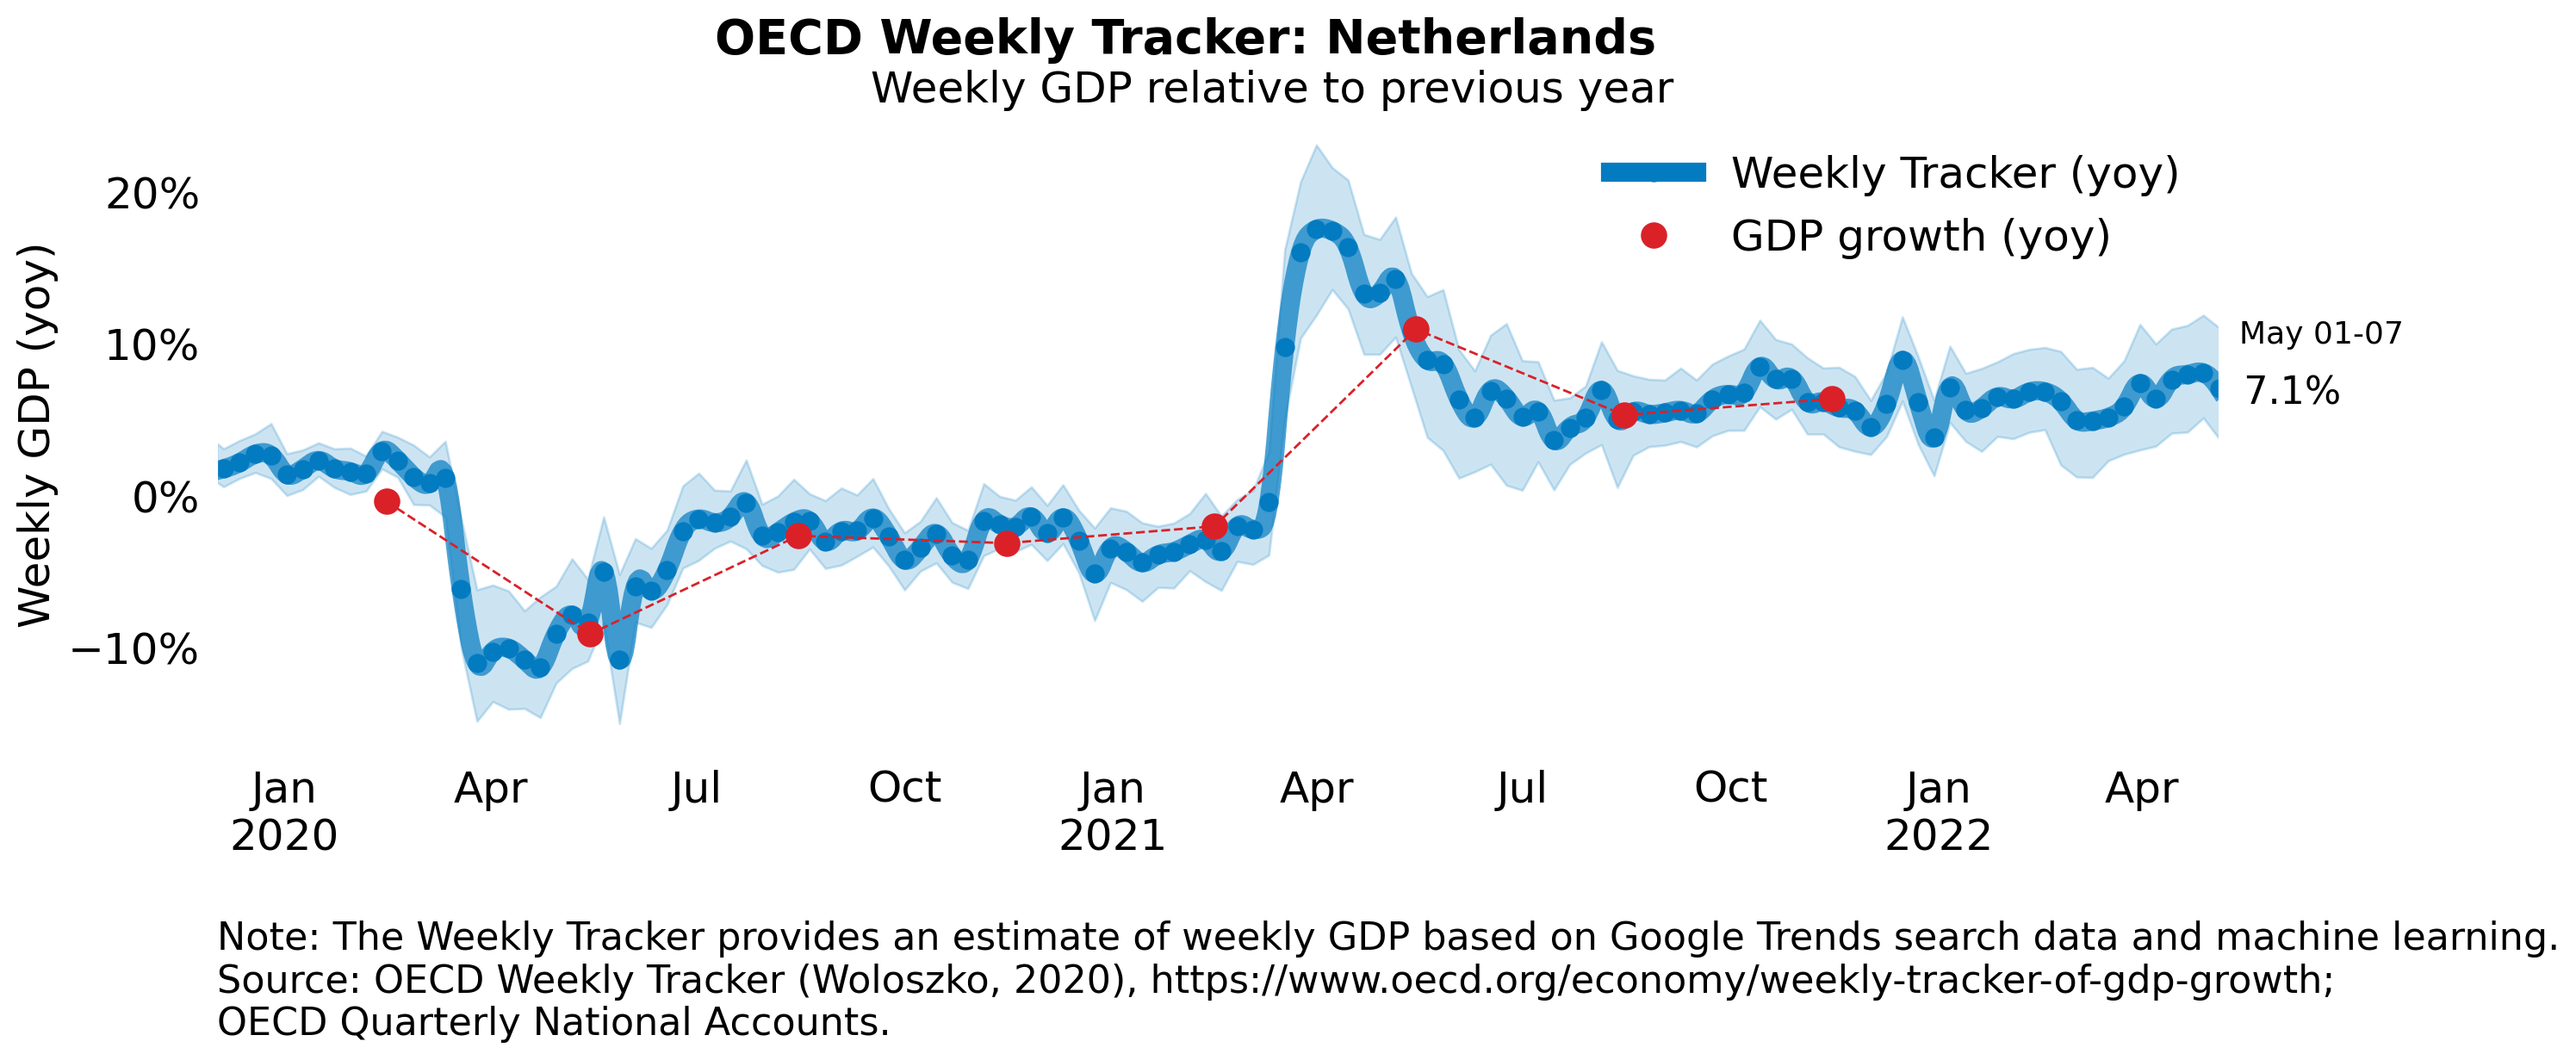 OECD Weekly Tracker: Netherlands
Weekly GDP relative to previous year
Weekly Tracker (yoy)
GDP growth (yoy)
Weekly GDP (yoy)
20%
10%
0%
−10%
May 01-07
7.1%
Jan Apr Jul Oct Jan Apr Jul Oct Jan Apr
2020 2021 2022
Note: The Weekly Tracker provides an estimate of weekly GDP based on Google Trends search data and machine learning.
Source: OECD Weekly Tracker (Woloszko, 2020), https://www.oecd.org/economy/weekly-tracker-of-gdp-growth;
OECD Quarterly National Accounts.